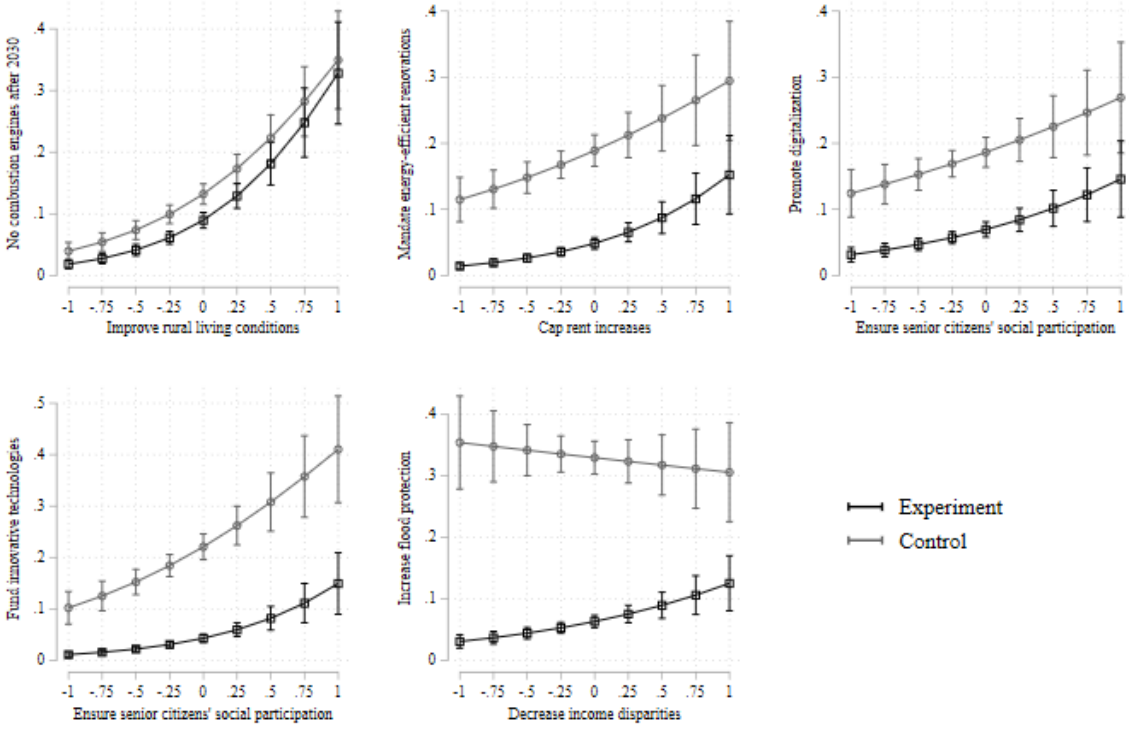 No combustion engines after 2030
.4
.3
.2
.1
0
-1 -.75 -.5 -.25 0 .25 .5 .75 1
Improve rural living conditions
Mandate energy-efficient renovations
.4
.3
.2
.1
0
-1 -.75 -.5 -.25 0 .25 .5 .75 1
Cap rent increases
Promote digitalization
.4
.3
.2
.1
0
-1 -.75 -.5 -.25 0 .25 .5 .75 1
Ensure senior citizens' social participation
Fund innovative technologies
.5
.4
.3
.2
.1
0
-1 -.75 -.5 -.25 0 .25 .5 .75 1
Ensure senior citizens' social participation
Increase flood protection
.4
.3
.2
.1
0
-1 -.75 -.5 -.25 0 .25 .5 .75 1
Decrease income disparities
Experiment
Control